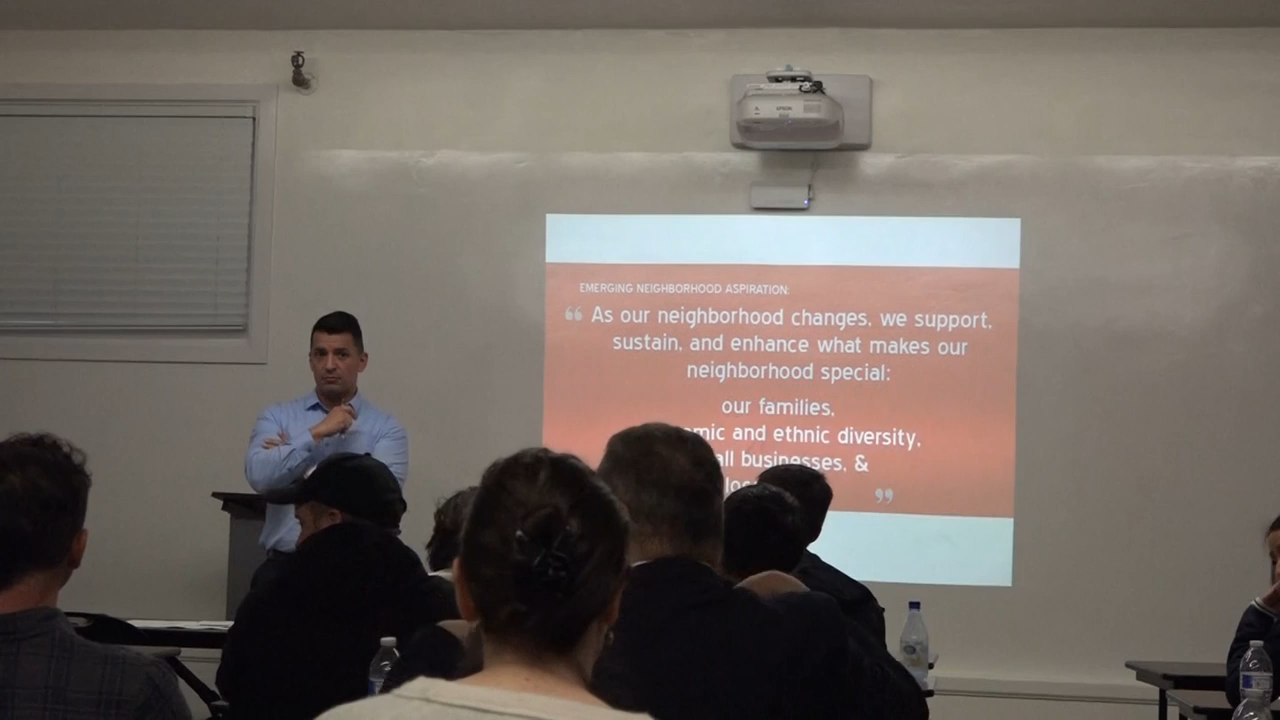 EPSON
EMERGING NEIGHBORHOOD ASPIRATION:
“ As our neighborhood changes, we support,
sustain, and enhance what makes our
neighborhood special:
our families,
and ethnic diversity,
businesses, &
”